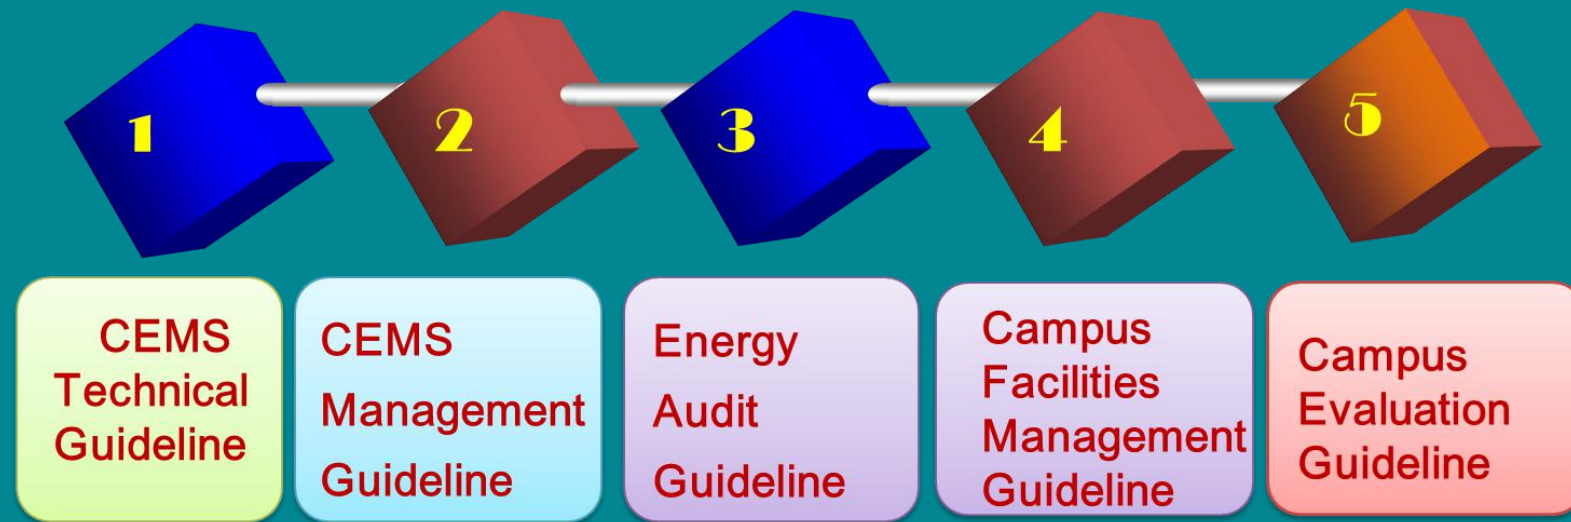 1
2
3
4
5
CEMS
Technical
Guideline
CEMS
Management
Guideline
Energy
Audit
Guideline
Campus
Facilities
Management
Guideline
Campus
Evaluation
Guideline